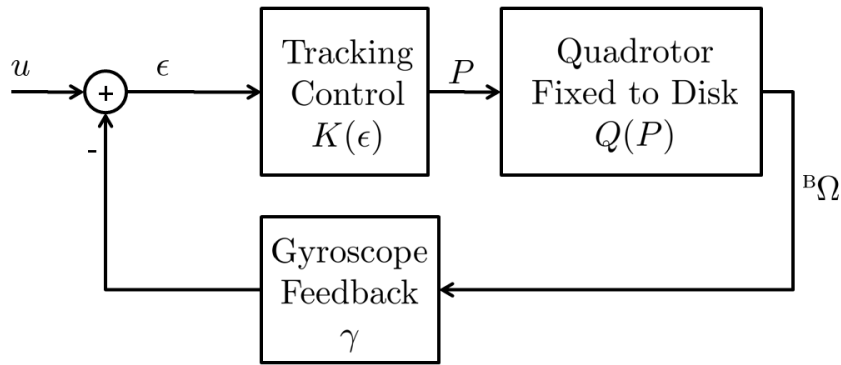 u
ϵ
+
-
Tracking
Control
K(ϵ)
P
Quadrotor
Fixed to Disk
Q(P)
ᴮΩ
Gyroscope
Feedback
γ